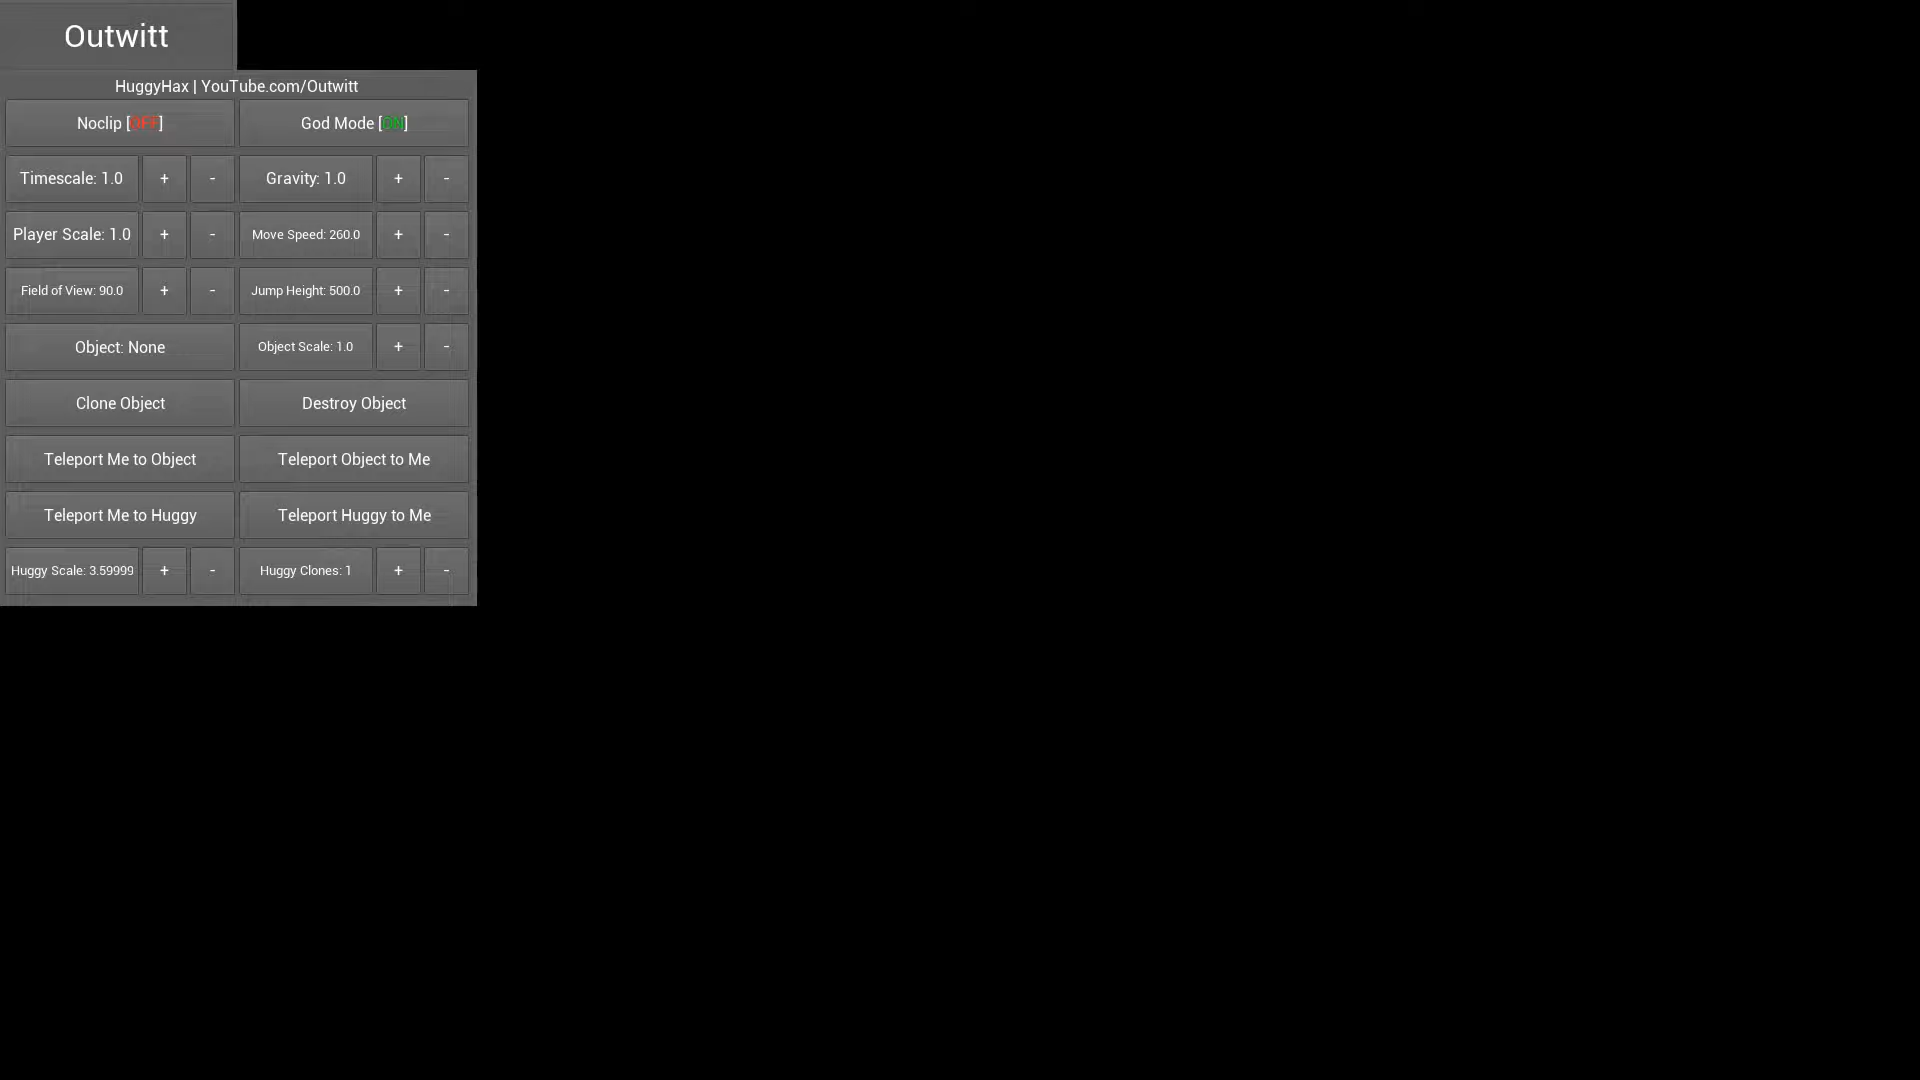 Outwitt
HuggyHax | YouTube.com/Outwitt
Noclip [OFF] God Mode [ON]
Timescale: 1.0 + - Gravity: 1.0 + -
Player Scale: 1.0 + - Move Speed: 260.0 + -
Field of View: 90.0 + - Jump Height: 500.0 + -
Object: None Object Scale: 1.0 + -
Clone Object Destroy Object
Teleport Me to Object Teleport Object to Me
Teleport Me to Huggy Teleport Huggy to Me
Huggy Scale: 3.59999 + - Huggy Clones: 1 + -